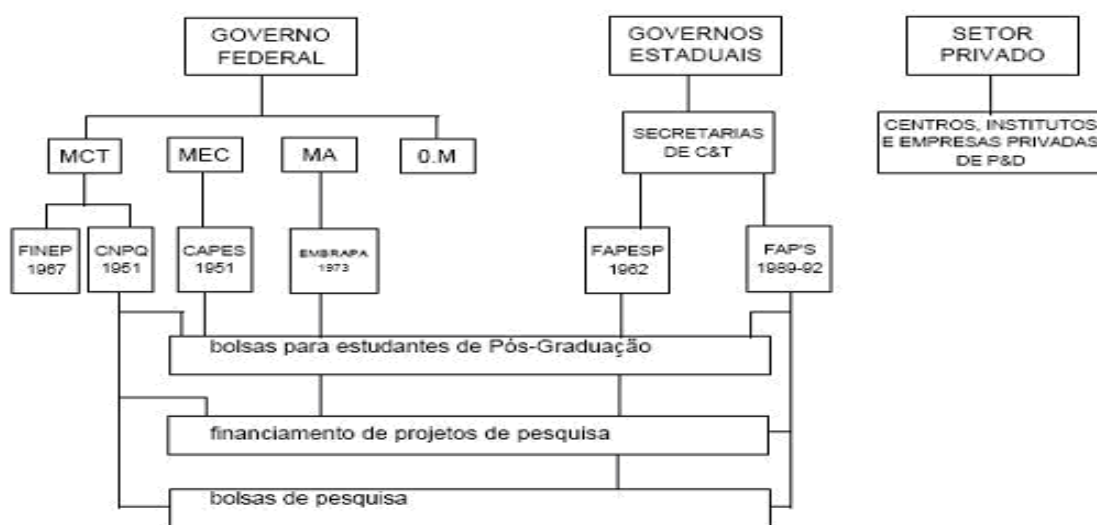 GOVERNO
FEDERAL
GOVERNOS
ESTADUAIS
SETOR
PRIVADO
MCT
MEC
MA
0.M
SECRETARIAS
DE C&T
CENTROS, INSTITUTOS
E EMPRESAS PRIVADAS
DE P&D
FINEP
1967
CNPQ
1951
CAPES
1951
EMBRAPA
1973
FAPESP
1962
FAP'S
1989-92
bolsas para estudantes de Pós-Graduação
financiamento de projetos de pesquisa
bolsas de pesquisa